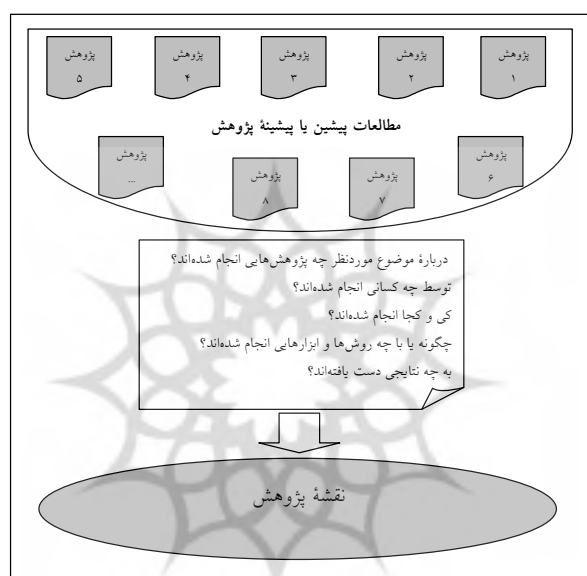 پژوهش
۱
پژوهش
۲
پژوهش
۳
پژوهش
۴
پژوهش
۵
مطالعات پیشین یا پیشینۀ پژوهش
پژوهش
۶
پژوهش
۷
پژوهش
۸
پژوهش
...
دربارۀ موضوع موردنظر چه پژوهش‌هایی انجام شده‌اند؟
توسط چه کسانی انجام شده‌اند؟
کی و کجا انجام شده‌اند؟
چگونه یا با چه روش‌ها و ابزارهایی انجام شده‌اند؟
به چه نتایجی دست یافته‌اند؟
نقشۀ پژوهش